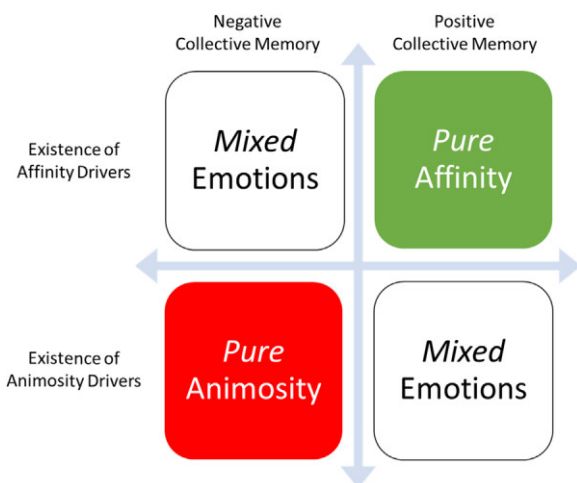 Negative
Collective Memory
Positive
Collective Memory
Existence of
Affinity Drivers
Mixed
Emotions
Pure
Affinity
Existence of
Animosity Drivers
Pure
Animosity
Mixed
Emotions